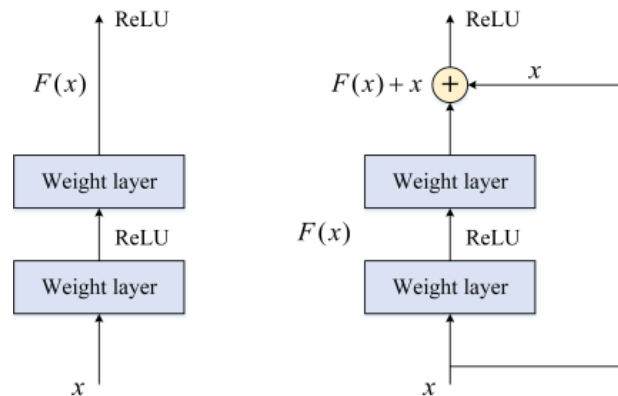 ReLU
F(x)
Weight layer
ReLU
Weight layer
x
ReLU
F(x) + x
+
x
Weight layer
F(x)
ReLU
Weight layer
x